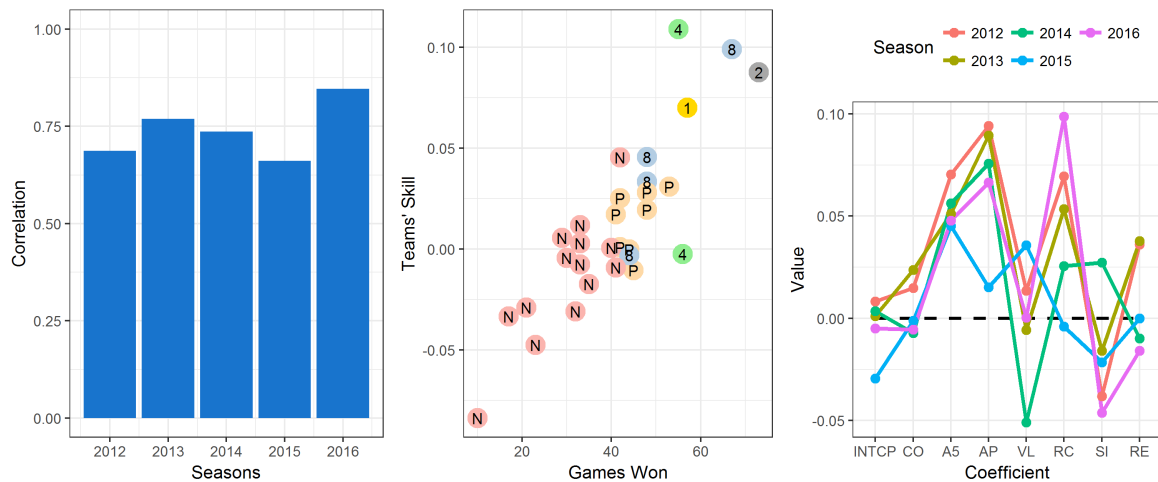 1.00
0.75
0.50
0.25
0.00
Correlation
2012 2013 2014 2015 2016
Seasons
0.10
0.05
0.00
-0.05
Teams' Skill
4
8
2
1
N 8
8
P P
P
P P
N
N
N N P P
8 4
N
N N P
N
N
N N
N
N
20 40 60
Games Won
Season 2012 2014 2016
2013 2015
0.10
0.05
0.00
-0.05
Value
INTCP CO A5 AP VL RC SI RE
Coefficient